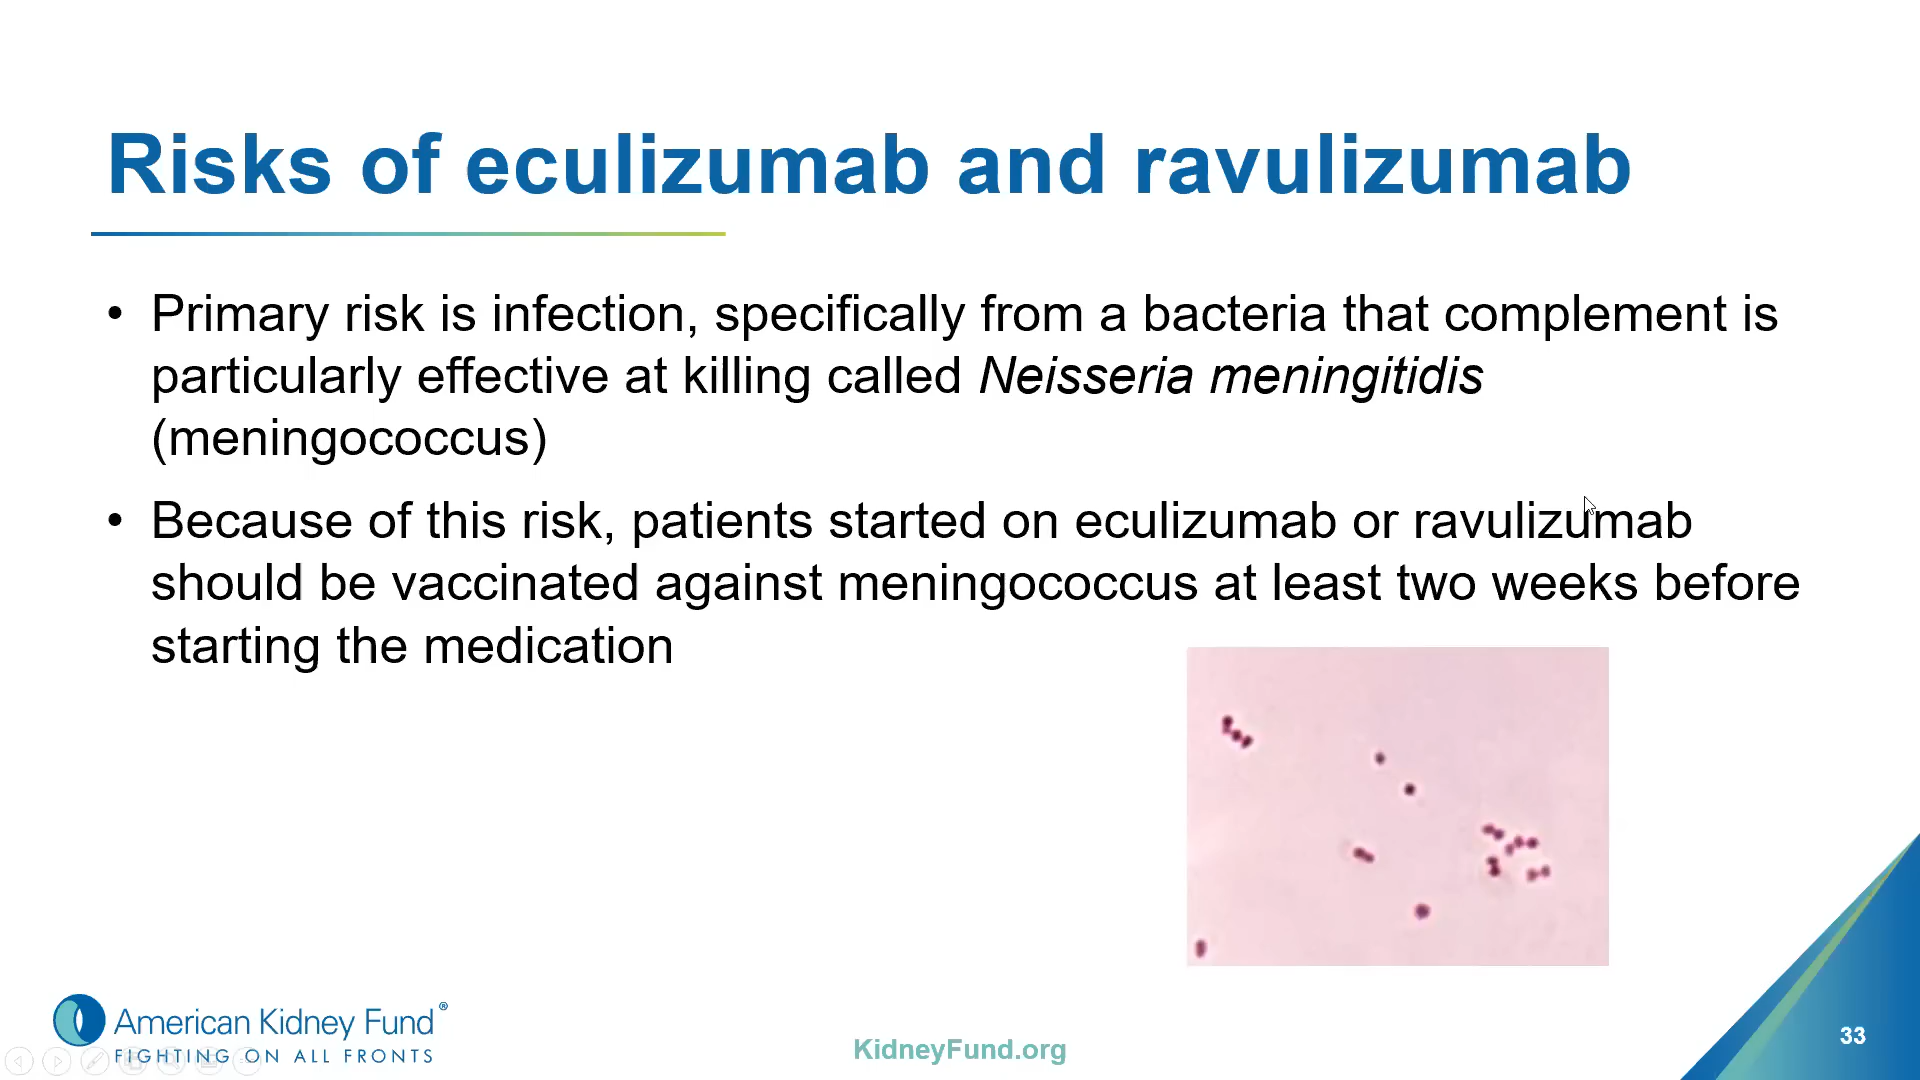 Risks of eculizumab and ravulizumab
• Primary risk is infection, specifically from a bacteria that complement is
particularly effective at killing called Neisseria meningitidis
(meningococcus)
• Because of this risk, patients started on eculizumab or ravulizumab
should be vaccinated against meningococcus at least two weeks before
starting the medication
American Kidney Fund®
FIGHTING ON ALL FRONTS
KidneyFund.org
33